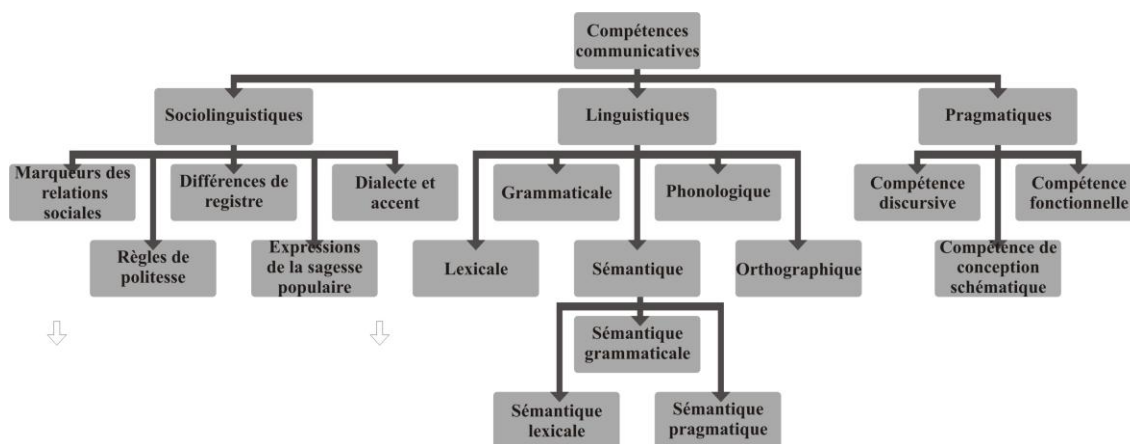 Compétences
communicatives
Sociolinguistiques
Linguistiques
Pragmatiques
Marqueurs des
relations
sociales
Différences de
registre
Dialecte et
accent
Grammaticale
Phonologique
Compétence
discursive
Compétence
fonctionnelle
Règles de
politesse
Expressions
de la sagesse
populaire
Lexicale
Sémantique
Orthographique
Compétence de
conception
schématique
Sémantique
grammaticale
Sémantique
lexicale
Sémantique
pragmatique